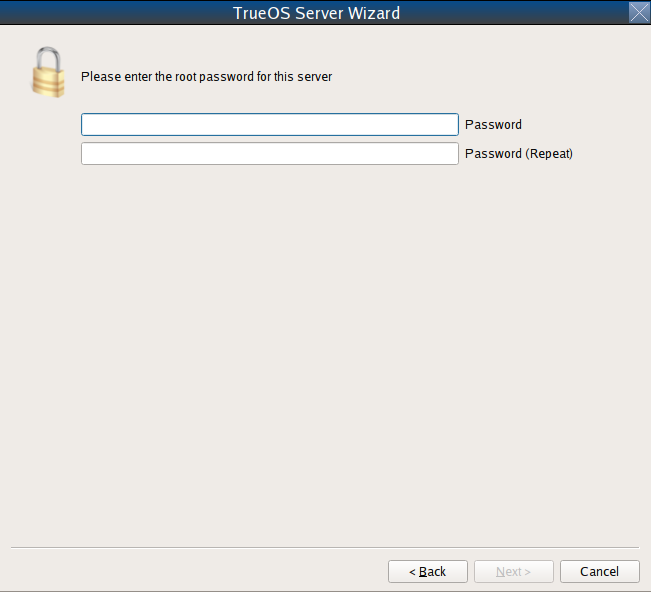 TrueOS Server Wizard
Please enter the root password for this server
Password
Password (Repeat)
< Back
Next >
Cancel